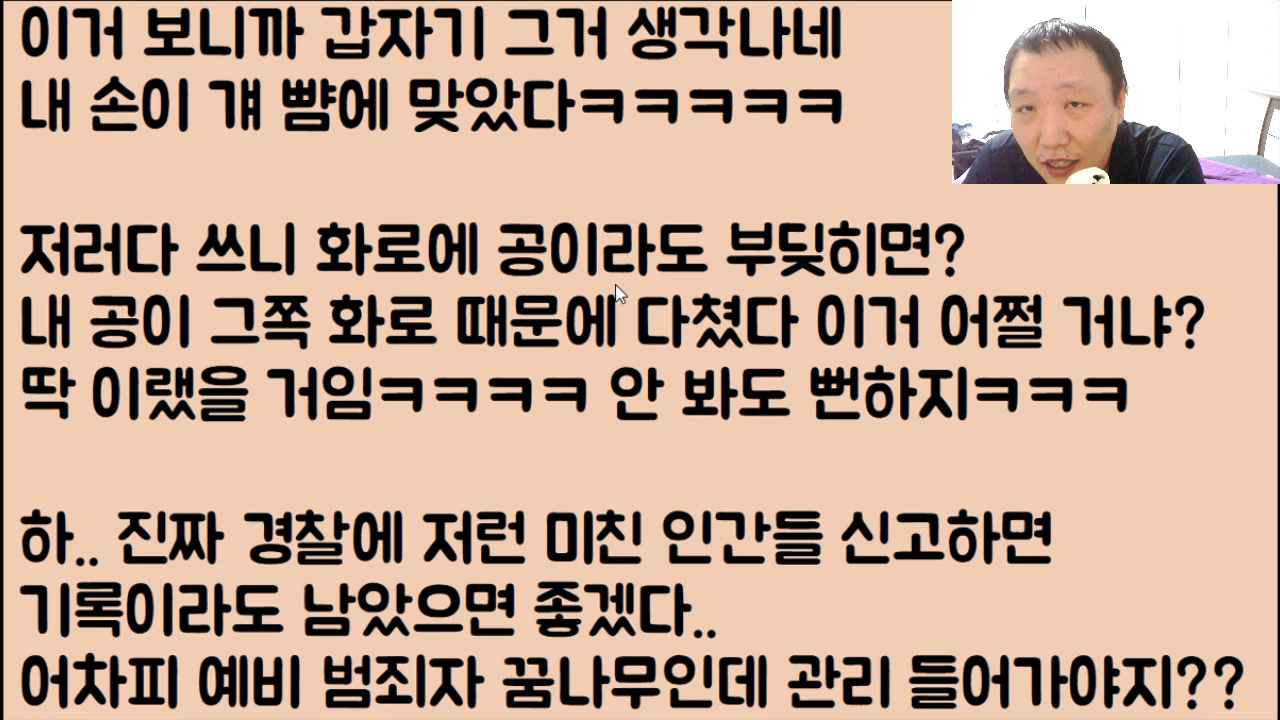 이거 보니까 갑자기 그거 생각나네
내 손이 걔 뺨에 맞았다ㅋㅋㅋㅋㅋ
저러다 쓰니 화로에 공이라도 부딪히면?
내 공이 그쪽 화로 때문에 다쳤다 이거 어쩔 거냐?
딱 이랬을 거임ㅋㅋㅋㅋ 안 봐도 뻔하지ㅋㅋㅋ
하.. 진짜 경찰에 저런 미친 인간들 신고하면
기록이라도 남았으면 좋겠다..
어차피 예비 범죄자 꿈나무인데 관리 들어가야지??